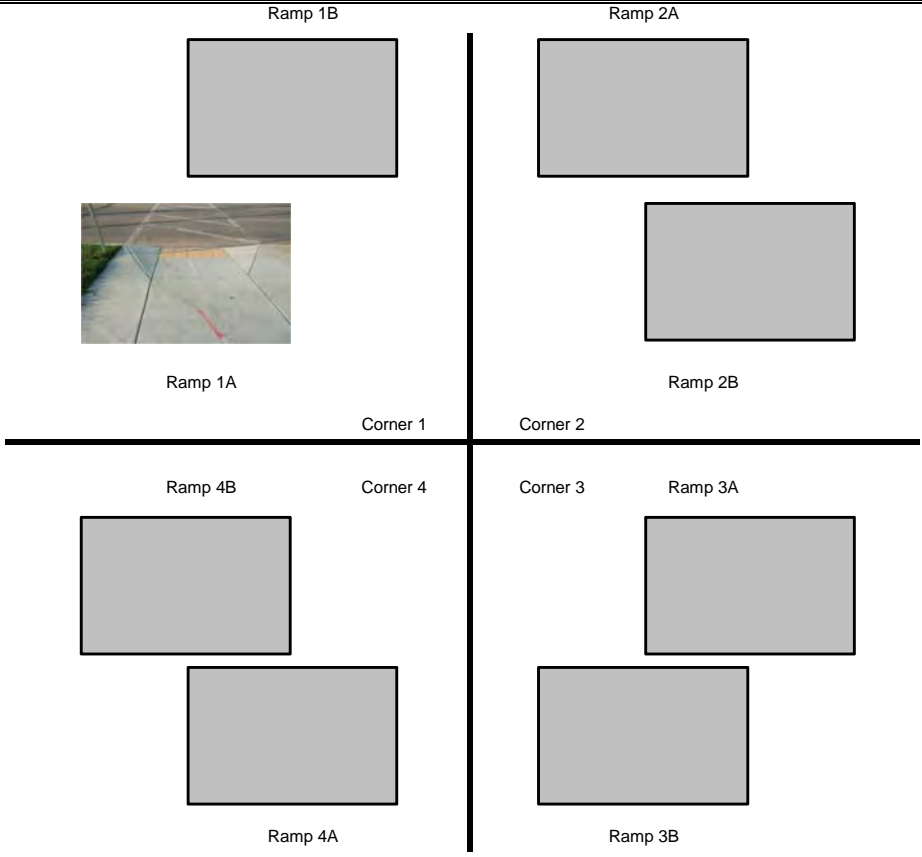 Ramp 1B Ramp 2A
Ramp 1A Ramp 2B
Corner 1 Corner 2
Ramp 4B Corner 4 Corner 3 Ramp 3A
Ramp 4A Ramp 3B